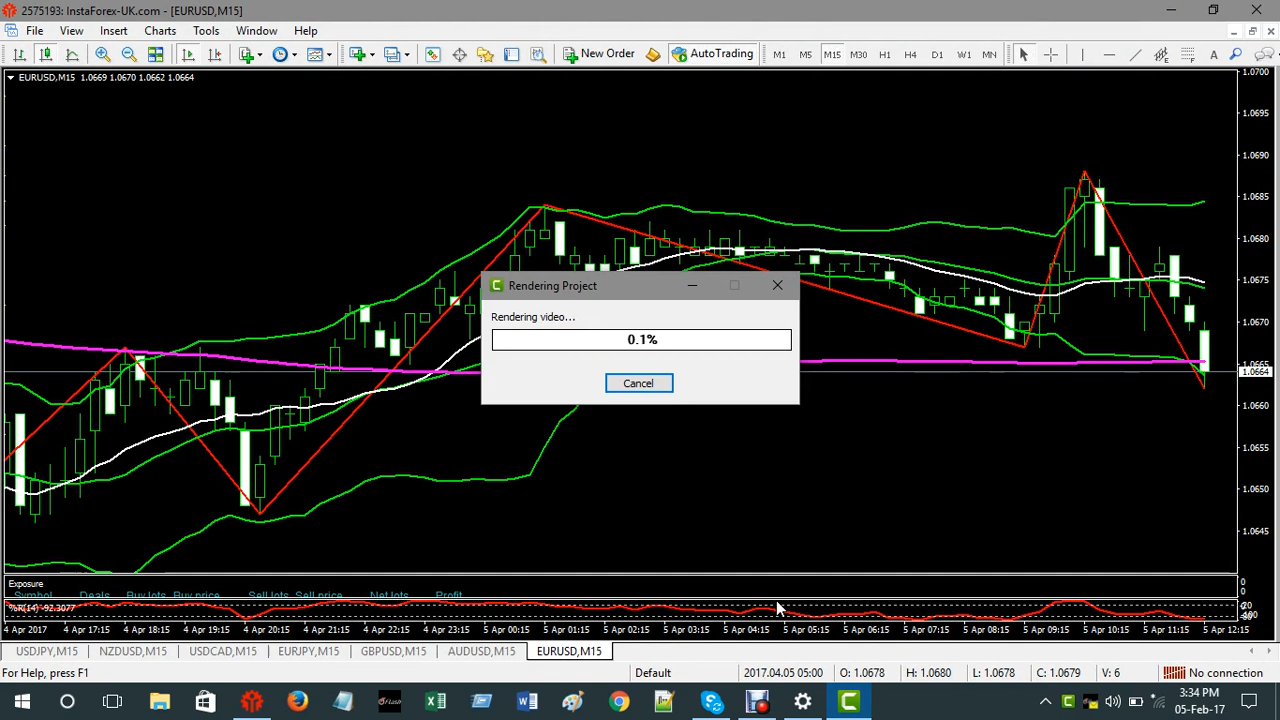 2575193: InstaForex-UK.com - [EURUSD,M15]
File View Insert Charts Tools Window Help
New Order AutoTrading M1 M5 M15 M30 H1 H4 D1 W1 MN A T
EURUSD,M15 1.0669 1.0670 1.0662 1.0664
1.0700
1.0695
1.0690
1.0685
1.0680
1.0675
1.0670
1.0664
1.0660
1.0655
1.0650
1.0645
Rendering Project
Rendering video...
0.1%
Cancel
Exposure
0
Symbol Deals Buy lots Buy price Sell lots Sell price Net lots Profit
0
%R(14) -92.3077
-20
4 Apr 2017 4 Apr 17:15 4 Apr 18:15 4 Apr 19:15 4 Apr 20:15 4 Apr 21:15 4 Apr 22:15 4 Apr 23:15 5 Apr 00:15 5 Apr 01:15 5 Apr 02:15 5 Apr 03:15 5 Apr 04:15 5 Apr 05:15 5 Apr 06:15 5 Apr 07:15 5 Apr 08:15 5 Apr 09:15 5 Apr 10:15 5 Apr 11:15 5 Apr 12:15
USDJPY,M15 NZDUSD,M15 USDCAD,M15 EURJPY,M15 GBPUSD,M15 AUDUSD,M15 EURUSD,M15
For Help, press F1 Default 2017.04.05 05:00 O: 1.0678 H: 1.0680 L: 1.0678 C: 1.0679 V: 6 No connection
3:34 PM
05-Feb-17